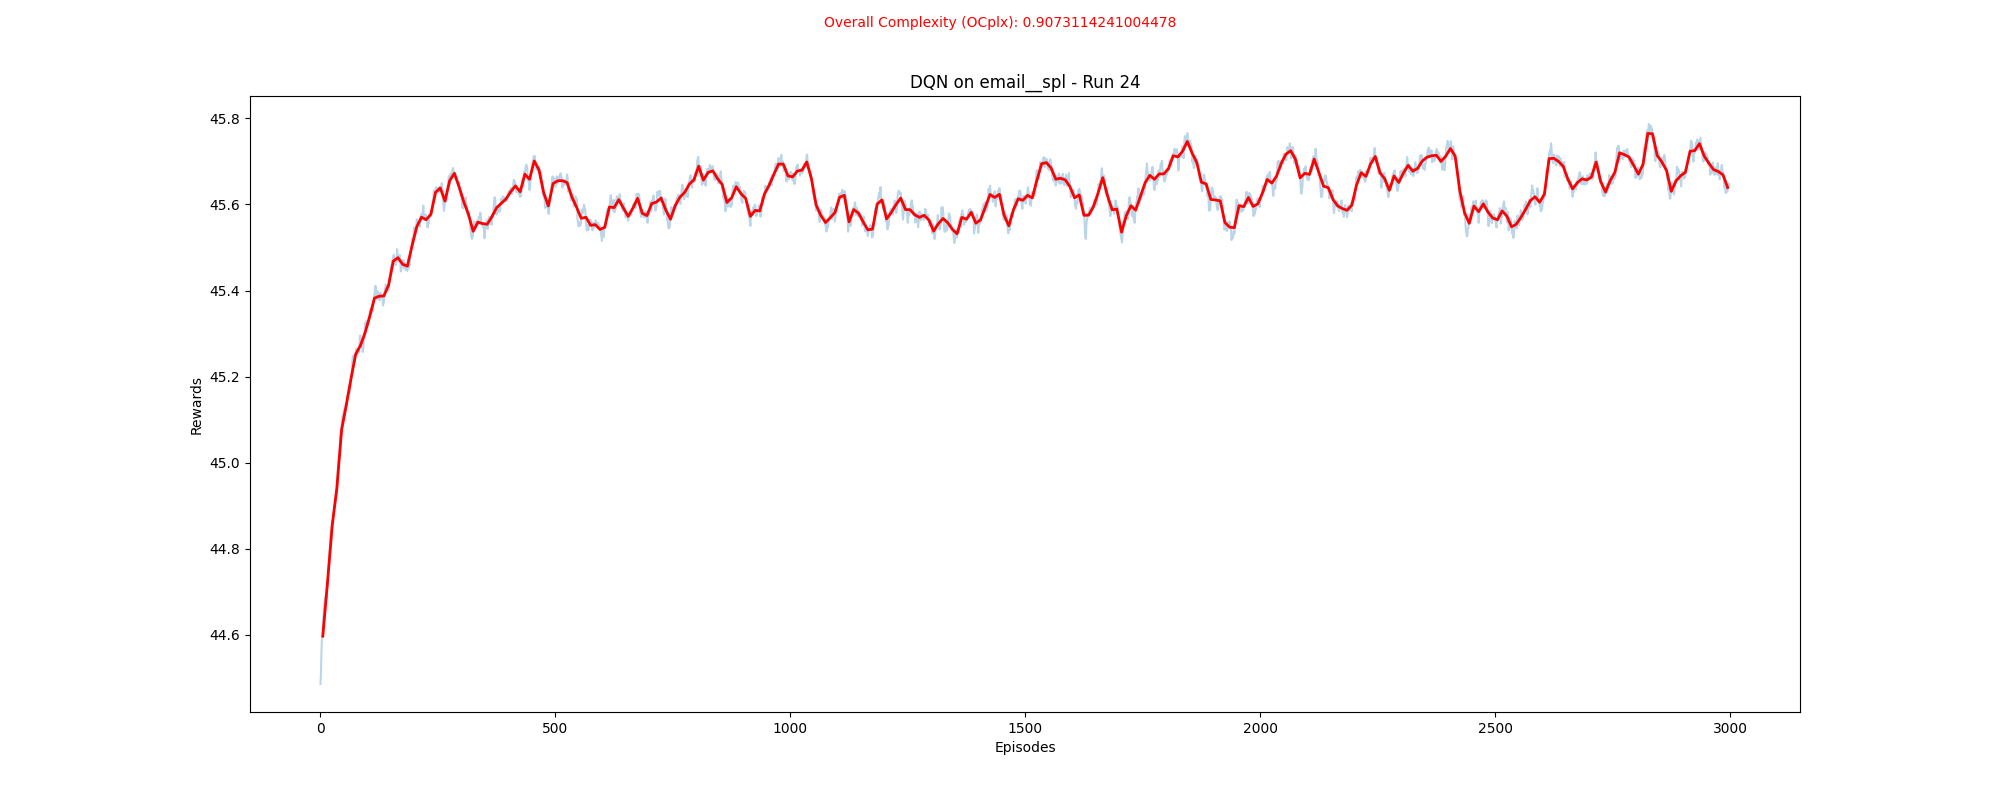 Overall Complexity (OCplx): 0.9073114241004478
DQN on email__spl - Run 24
45.8
45.6
45.4
45.2
45.0
44.8
44.6
Rewards
0 500 1000 1500 2000 2500 3000
Episodes